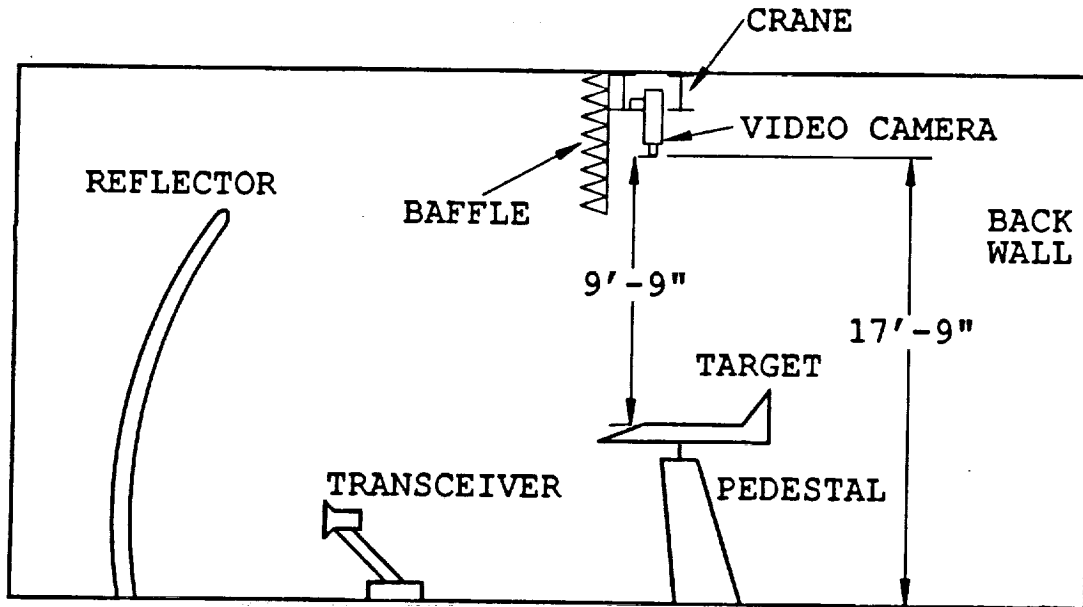 CRANE
VIDEO CAMERA
REFLECTOR
BAFFLE
BACK
WALL
9'-9"
17'-9"
TARGET
TRANSCEIVER
PEDESTAL